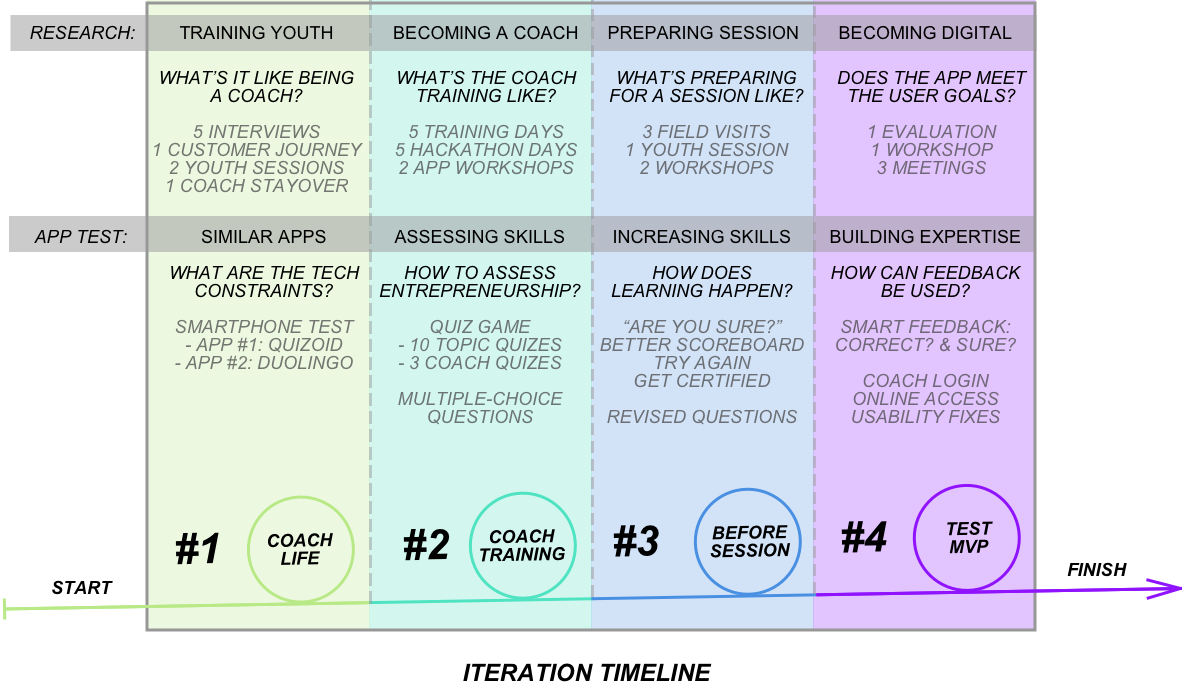 RESEARCH: TRAINING YOUTH BECOMING A COACH PREPARING SESSION BECOMING DIGITAL
WHAT'S IT LIKE BEING
A COACH?
5 INTERVIEWS
1 CUSTOMER JOURNEY
2 YOUTH SESSIONS
1 COACH STAYOVER
WHAT'S THE COACH
TRAINING LIKE?
5 TRAINING DAYS
5 HACKATHON DAYS
2 APP WORKSHOPS
WHAT'S PREPARING
FOR A SESSION LIKE?
3 FIELD VISITS
1 YOUTH SESSION
2 WORKSHOPS
DOES THE APP MEET
THE USER GOALS?
1 EVALUATION
1 WORKSHOP
3 MEETINGS
APP TEST: SIMILAR APPS ASSESSING SKILLS INCREASING SKILLS BUILDING EXPERTISE
WHAT ARE THE TECH
CONSTRAINTS?
SMARTPHONE TEST
- APP #1: QUIZOID
- APP #2: DUOLINGO
HOW TO ASSESS
ENTREPRENEURSHIP?
QUIZ GAME
- 10 TOPIC QUIZES
- 3 COACH QUIZES
MULTIPLE-CHOICE
QUESTIONS
HOW DOES
LEARNING HAPPEN?
“ARE YOU SURE?”
BETTER SCOREBOARD
TRY AGAIN
GET CERTIFIED
REVISED QUESTIONS
HOW CAN FEEDBACK
BE USED?
SMART FEEDBACK:
CORRECT? & SURE?
COACH LOGIN
ONLINE ACCESS
USABILITY FIXES
START
#1
COACH
LIFE
#2
COACH
TRAINING
#3
BEFORE
SESSION
#4
TEST
MVP
FINISH
ITERATION TIMELINE